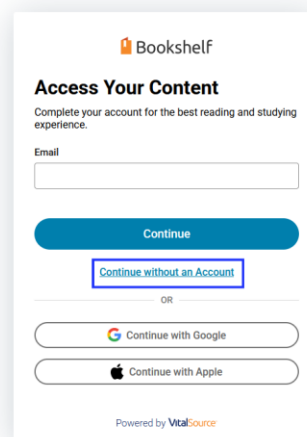 Bookshelf
Access Your Content
Complete your account for the best reading and studying
experience.
Email
Continue
Continue without an Account
OR
Continue with Google
Continue with Apple
Powered by VitalSource